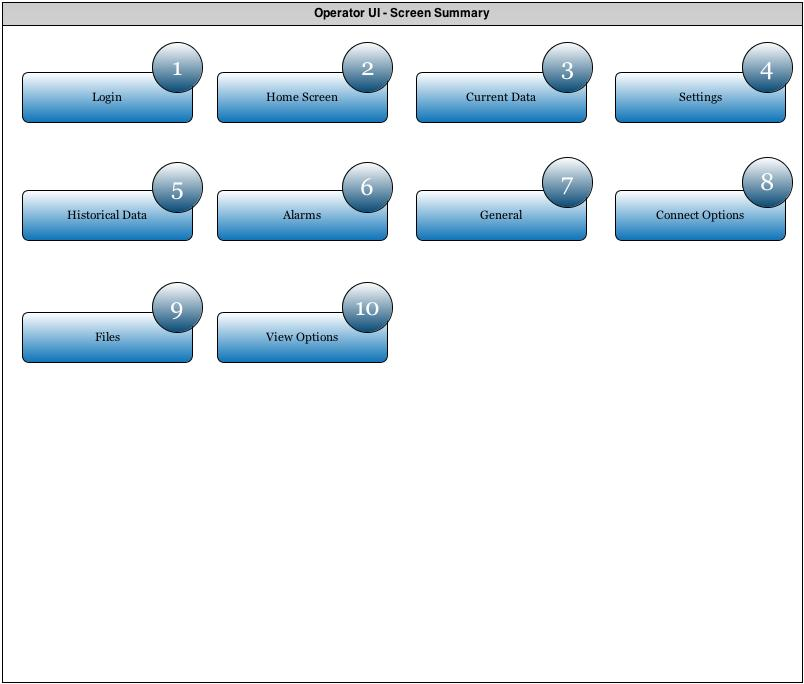 Operator UI - Screen Summary
1
2
3
4
Login
Home Screen
Current Data
Settings
5
6
7
8
Historical Data
Alarms
General
Connect Options
9
10
Files
View Options